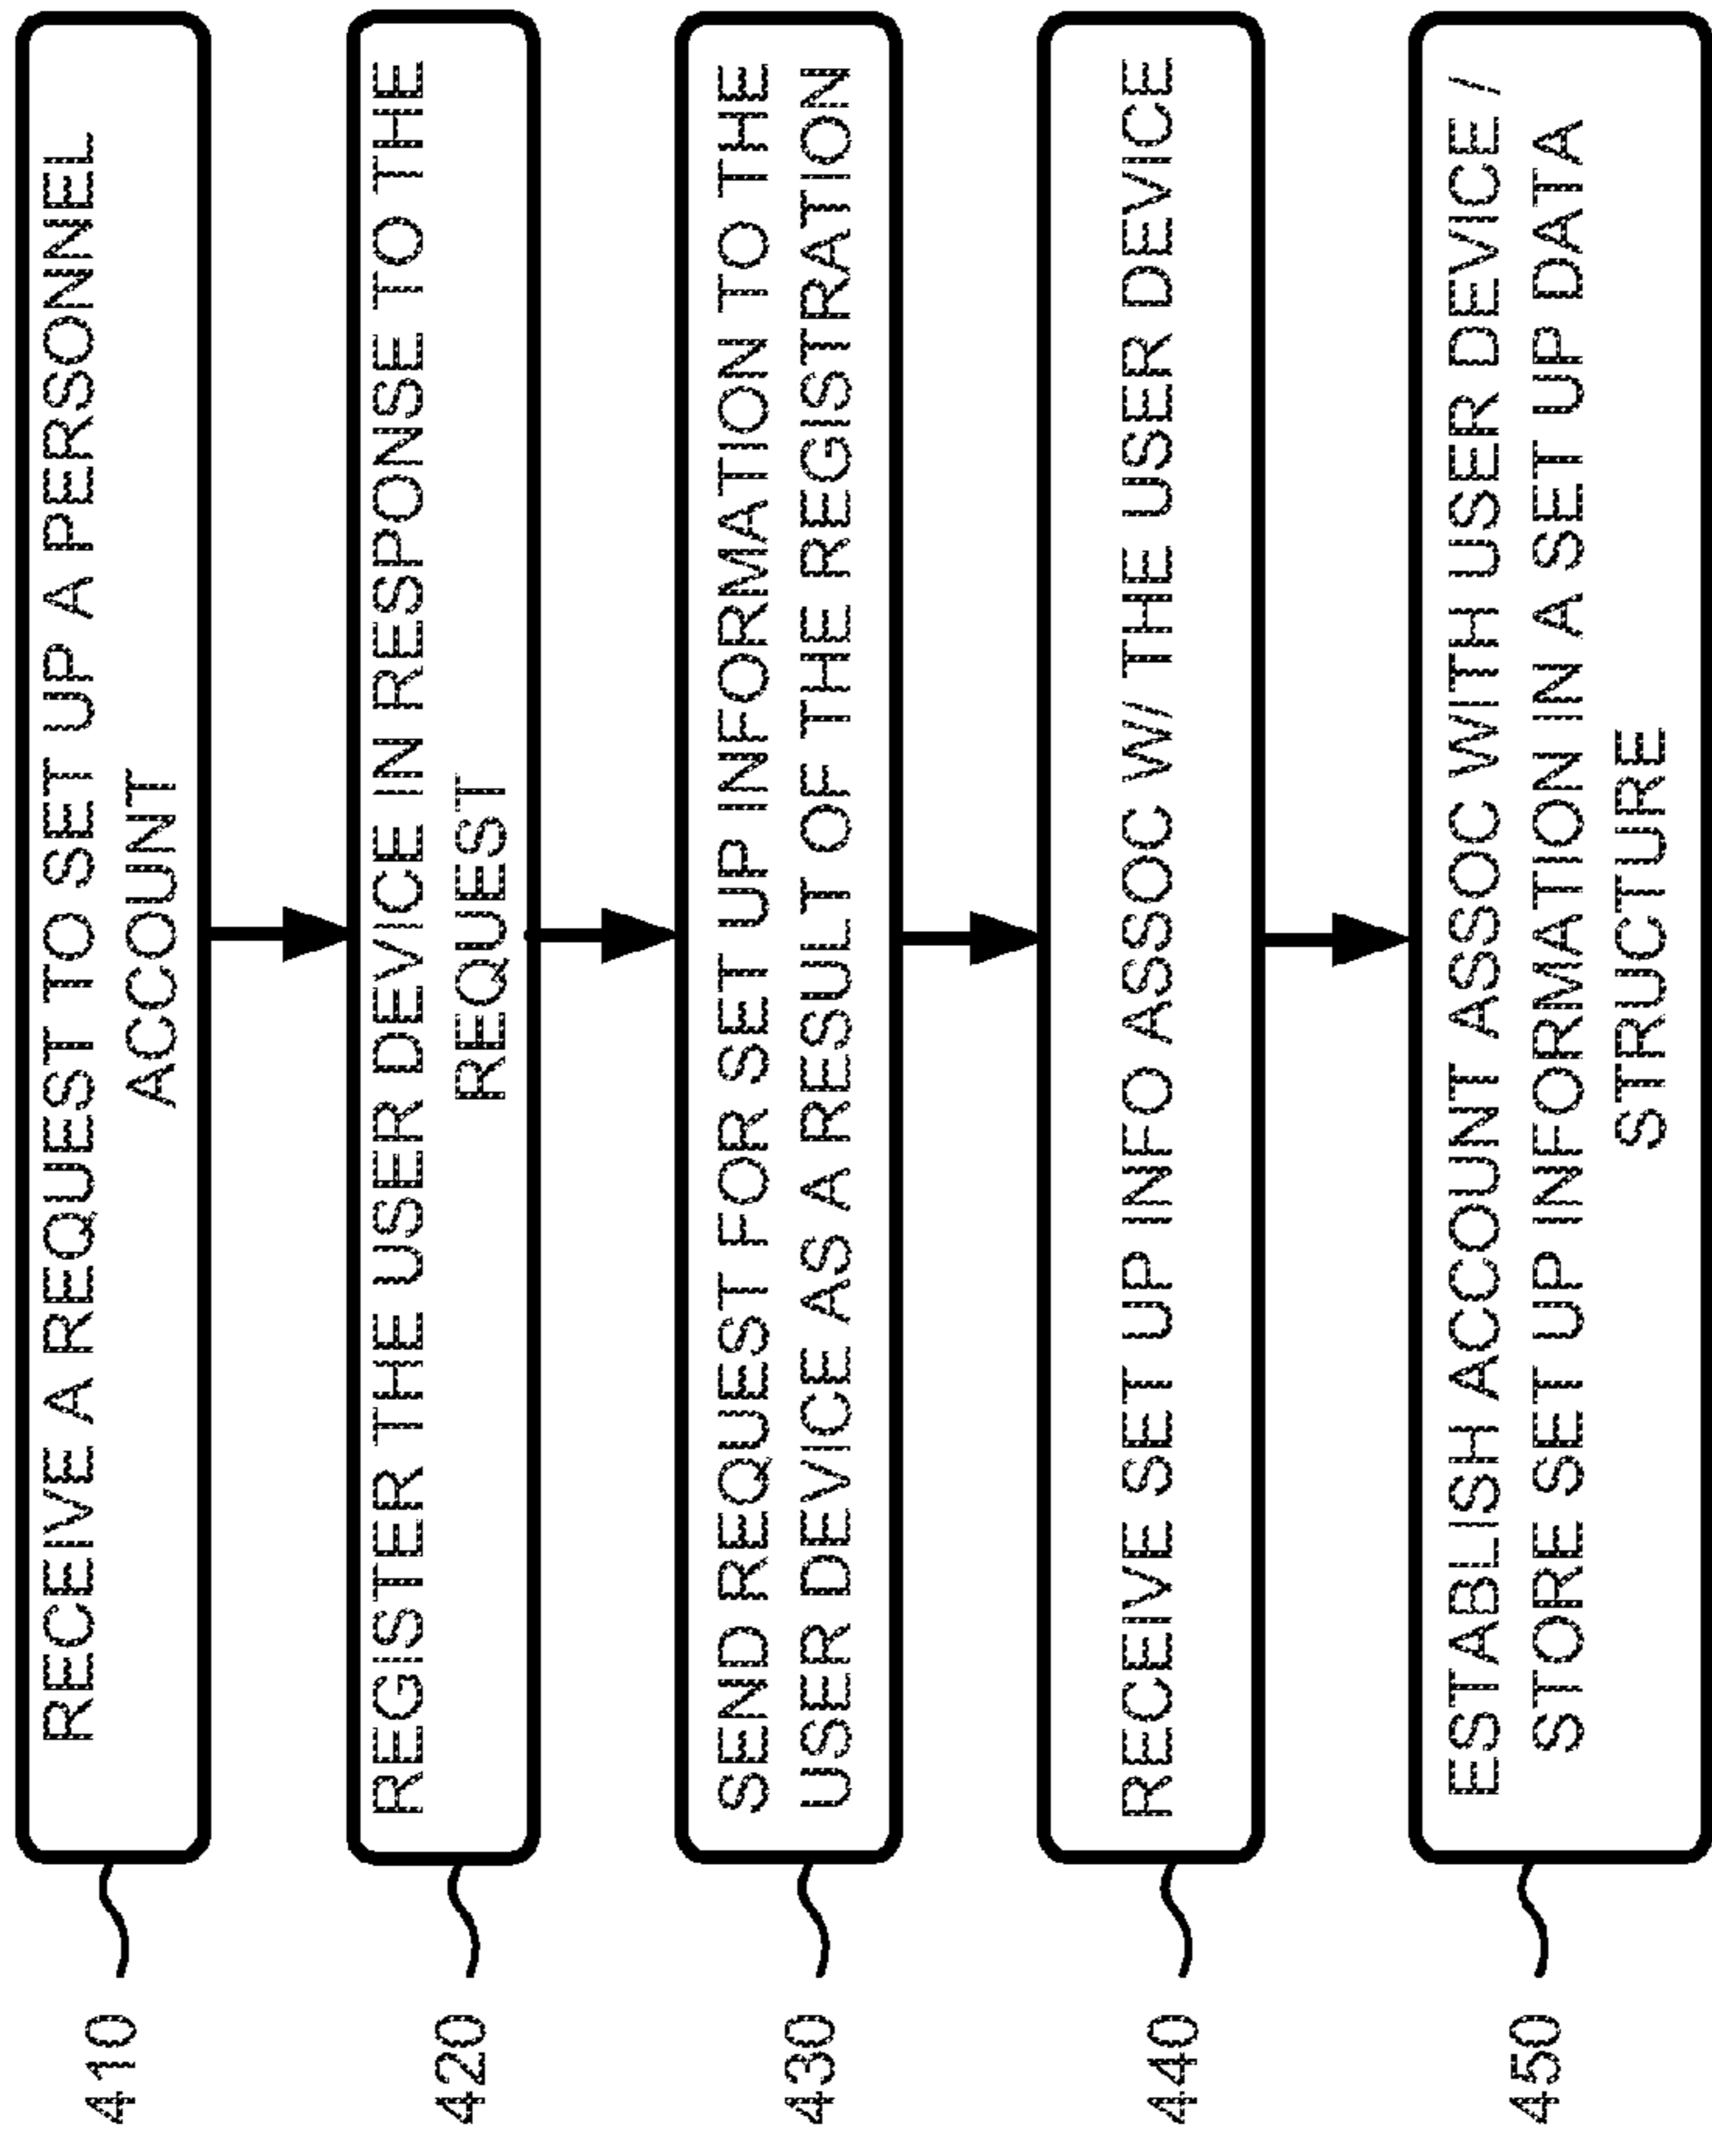 410
RECEIVE A REQUEST TO SET UP A PERSONNEL
ACCOUNT
420
REGISTER THE USER DEVICE IN RESPONSE TO THE
REQUEST
430
SEND REQUEST FOR SET UP INFORMATION TO THE
USER DEVICE AS A RESULT OF THE REGISTRATION
440
RECEIVE SET UP INFO ASSOC W/ THE USER DEVICE
450
ESTABLISH ACCOUNT ASSOC WITH USER DEVICE /
STORE SET UP INFORMATION IN A SET UP DATA
STRUCTURE